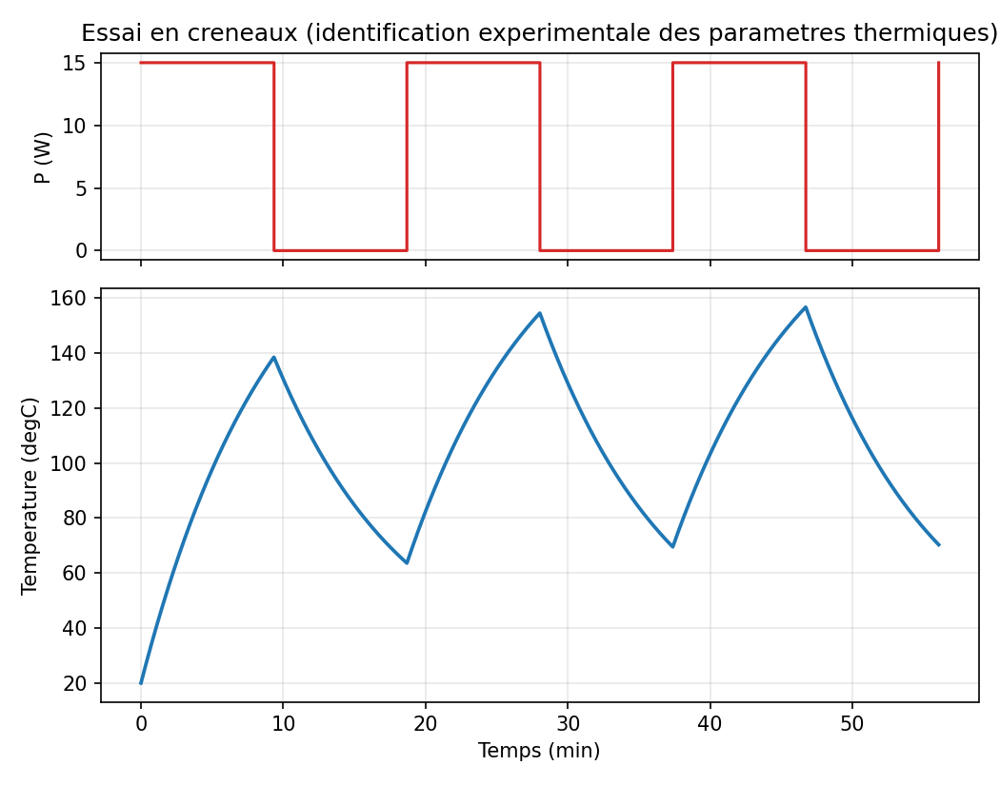 Essai en creneaux (identification experimentale des parametres thermiques)
15
10
5
0
P (W)
160
140
120
100
80
60
40
20
Temperature (degC)
0 10 20 30 40 50
Temps (min)